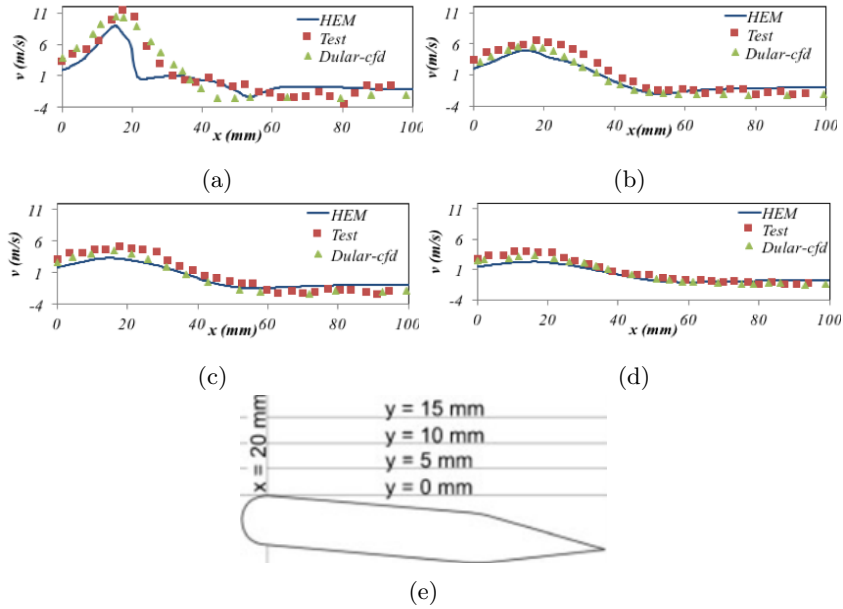 11
6
1
-4
v (m/s)
HEM
Test
Dular-cfd
0 20 40 60 80 100
x (mm)
(a)
11
6
1
-4
v (m/s)
HEM
Test
Dular-cfd
0 20 40 60 80 100
x(mm)
(b)
11
6
1
-4
v (m/s)
HEM
Test
Dular-cfd
0 20 40 60 80 100
x (mm)
(c)
11
6
1
-4
v (m/s)
HEM
Test
Dular-cfd
0 20 40 60 80 100
x (mm)
(d)
x = 20 mm
y = 15 mm
y = 10 mm
y = 5 mm
y = 0 mm
(e)